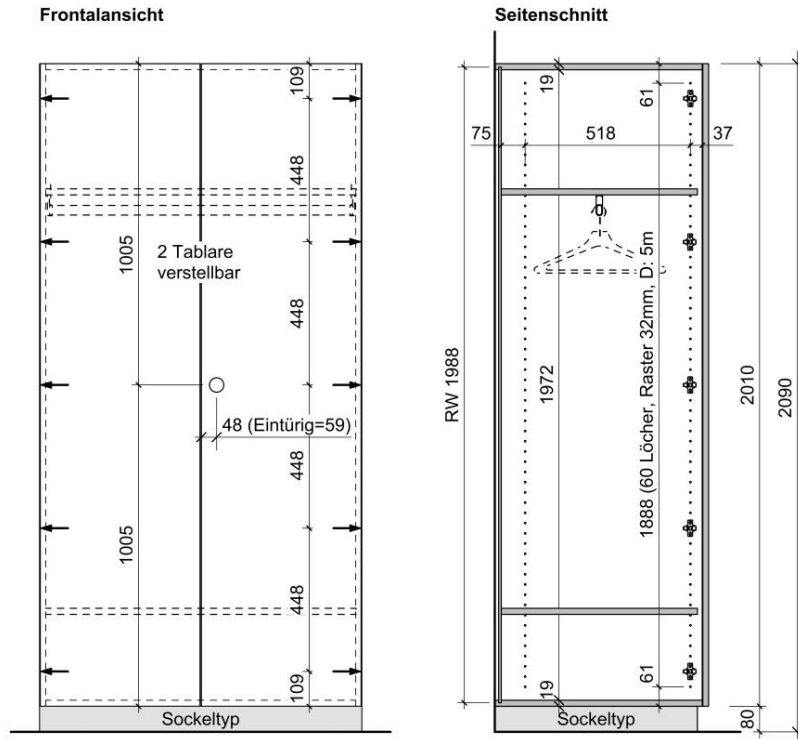 Frontalansicht
Seitenschnitt
109
448
1005
2 Tablare
verstellbar
448
48 (Eintürig=59)
448
1005
448
109
Sockeltyp
19
61
75
518
37
RW 1988
1972
1888 (60 Löcher, Raster 32mm, D: 5m
2010
2090
19
61
Sockeltyp
80